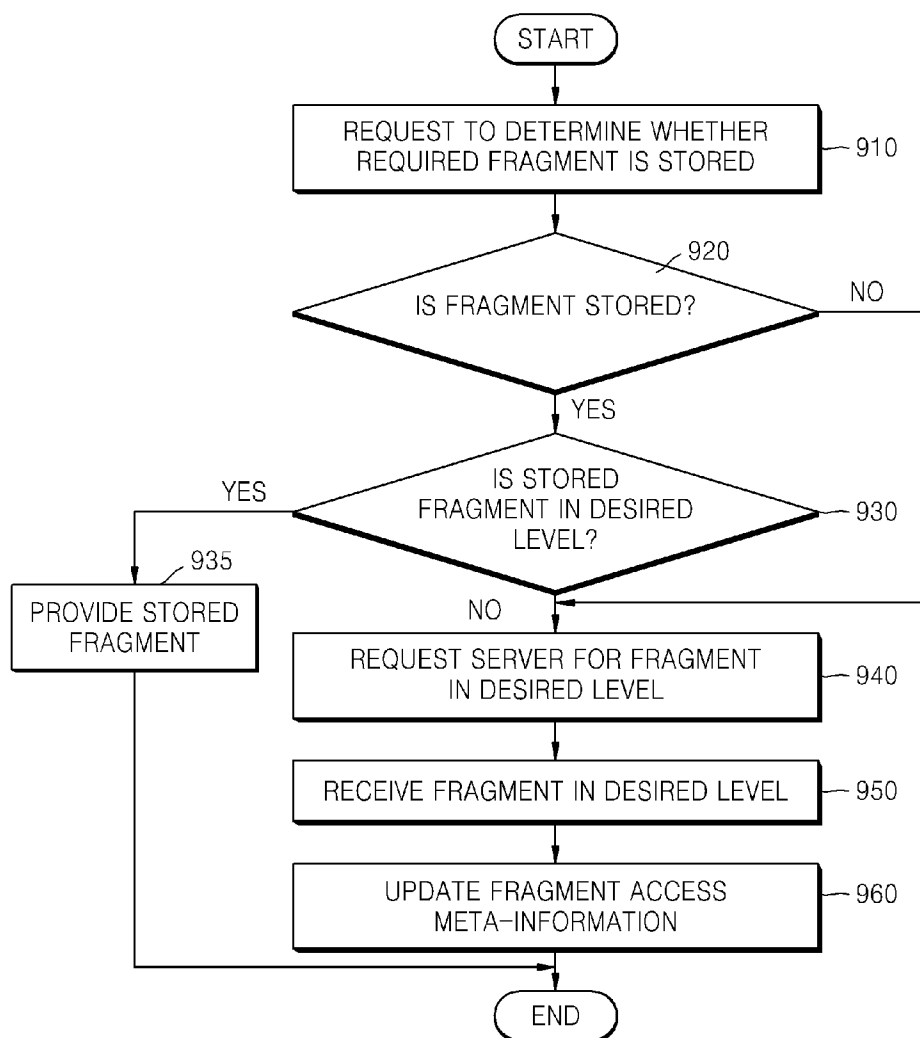 START
REQUEST TO DETERMINE WHETHER
REQUIRED FRAGMENT IS STORED
910
920
IS FRAGMENT STORED?
NO
YES
IS STORED
FRAGMENT IN DESIRED
LEVEL?
930
YES
935
PROVIDE STORED
FRAGMENT
NO
REQUEST SERVER FOR FRAGMENT
IN DESIRED LEVEL
940
RECEIVE FRAGMENT IN DESIRED LEVEL
950
UPDATE FRAGMENT ACCESS
META-INFORMATION
960
END